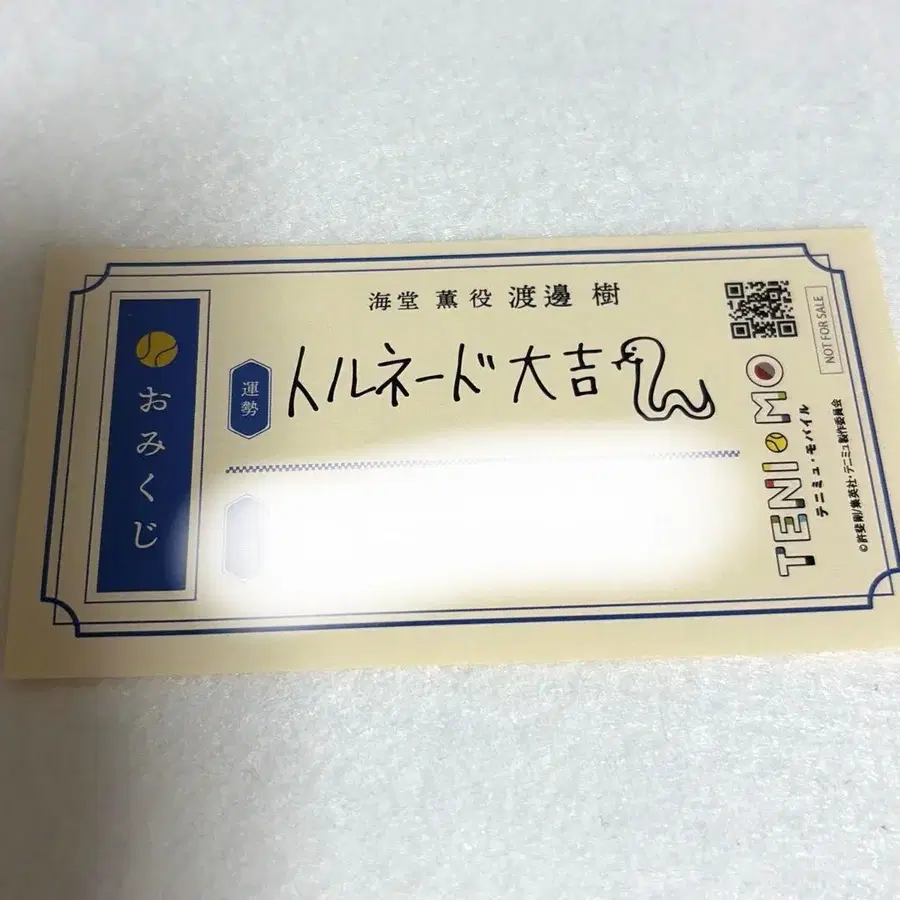 おみくじ
海堂 薫 役 渡邊 樹
運勢
トルネード大吉
NOT FOR SALE
TENI MO
テニミュ・モバイル
©許斐剛/集英社・テニミュ製作委員会